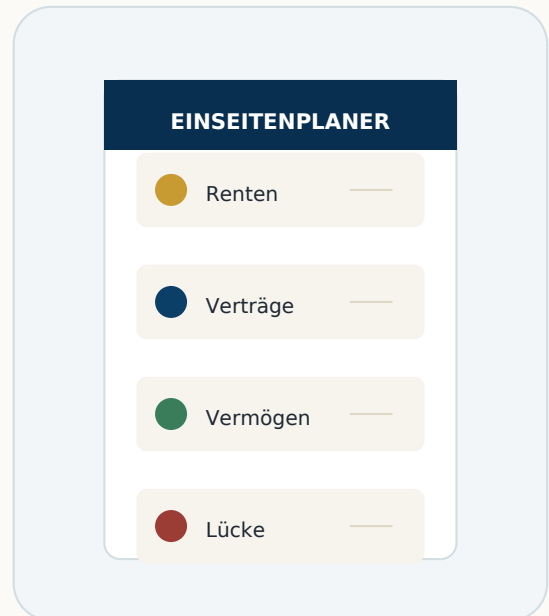 EINSEITENPLANER
Renten
Verträge
Vermögen
Lücke